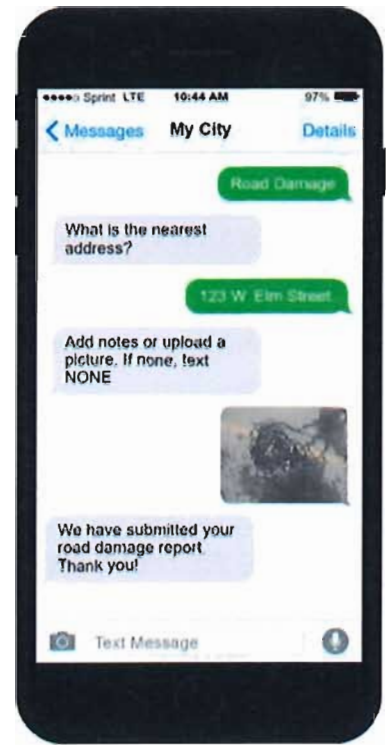 Sprint LTE 10:44 AM 97%
Messages My City Details
Road Damage
What is the nearest
address?
123 W. Elm Street
Add notes or upload a
picture. If none, text
NONE
We have submitted your
road damage report.
Thank you!
Text Message